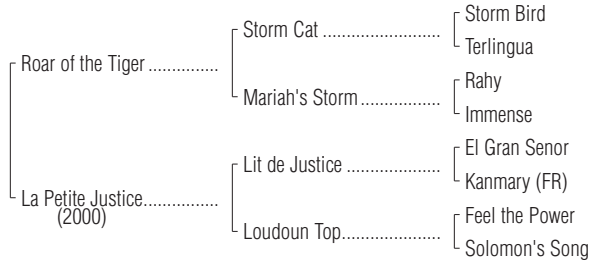 Storm Bird
Storm Cat ........................
Terlingua
Roar of the Tiger ..............
Rahy
Mariah's Storm ................
Immense
El Gran Senor
Lit de Justice ...................
Kanmary (FR)
La Petite Justice...............
(2000)
Feel the Power
Loudoun Top....................
Solomon's Song